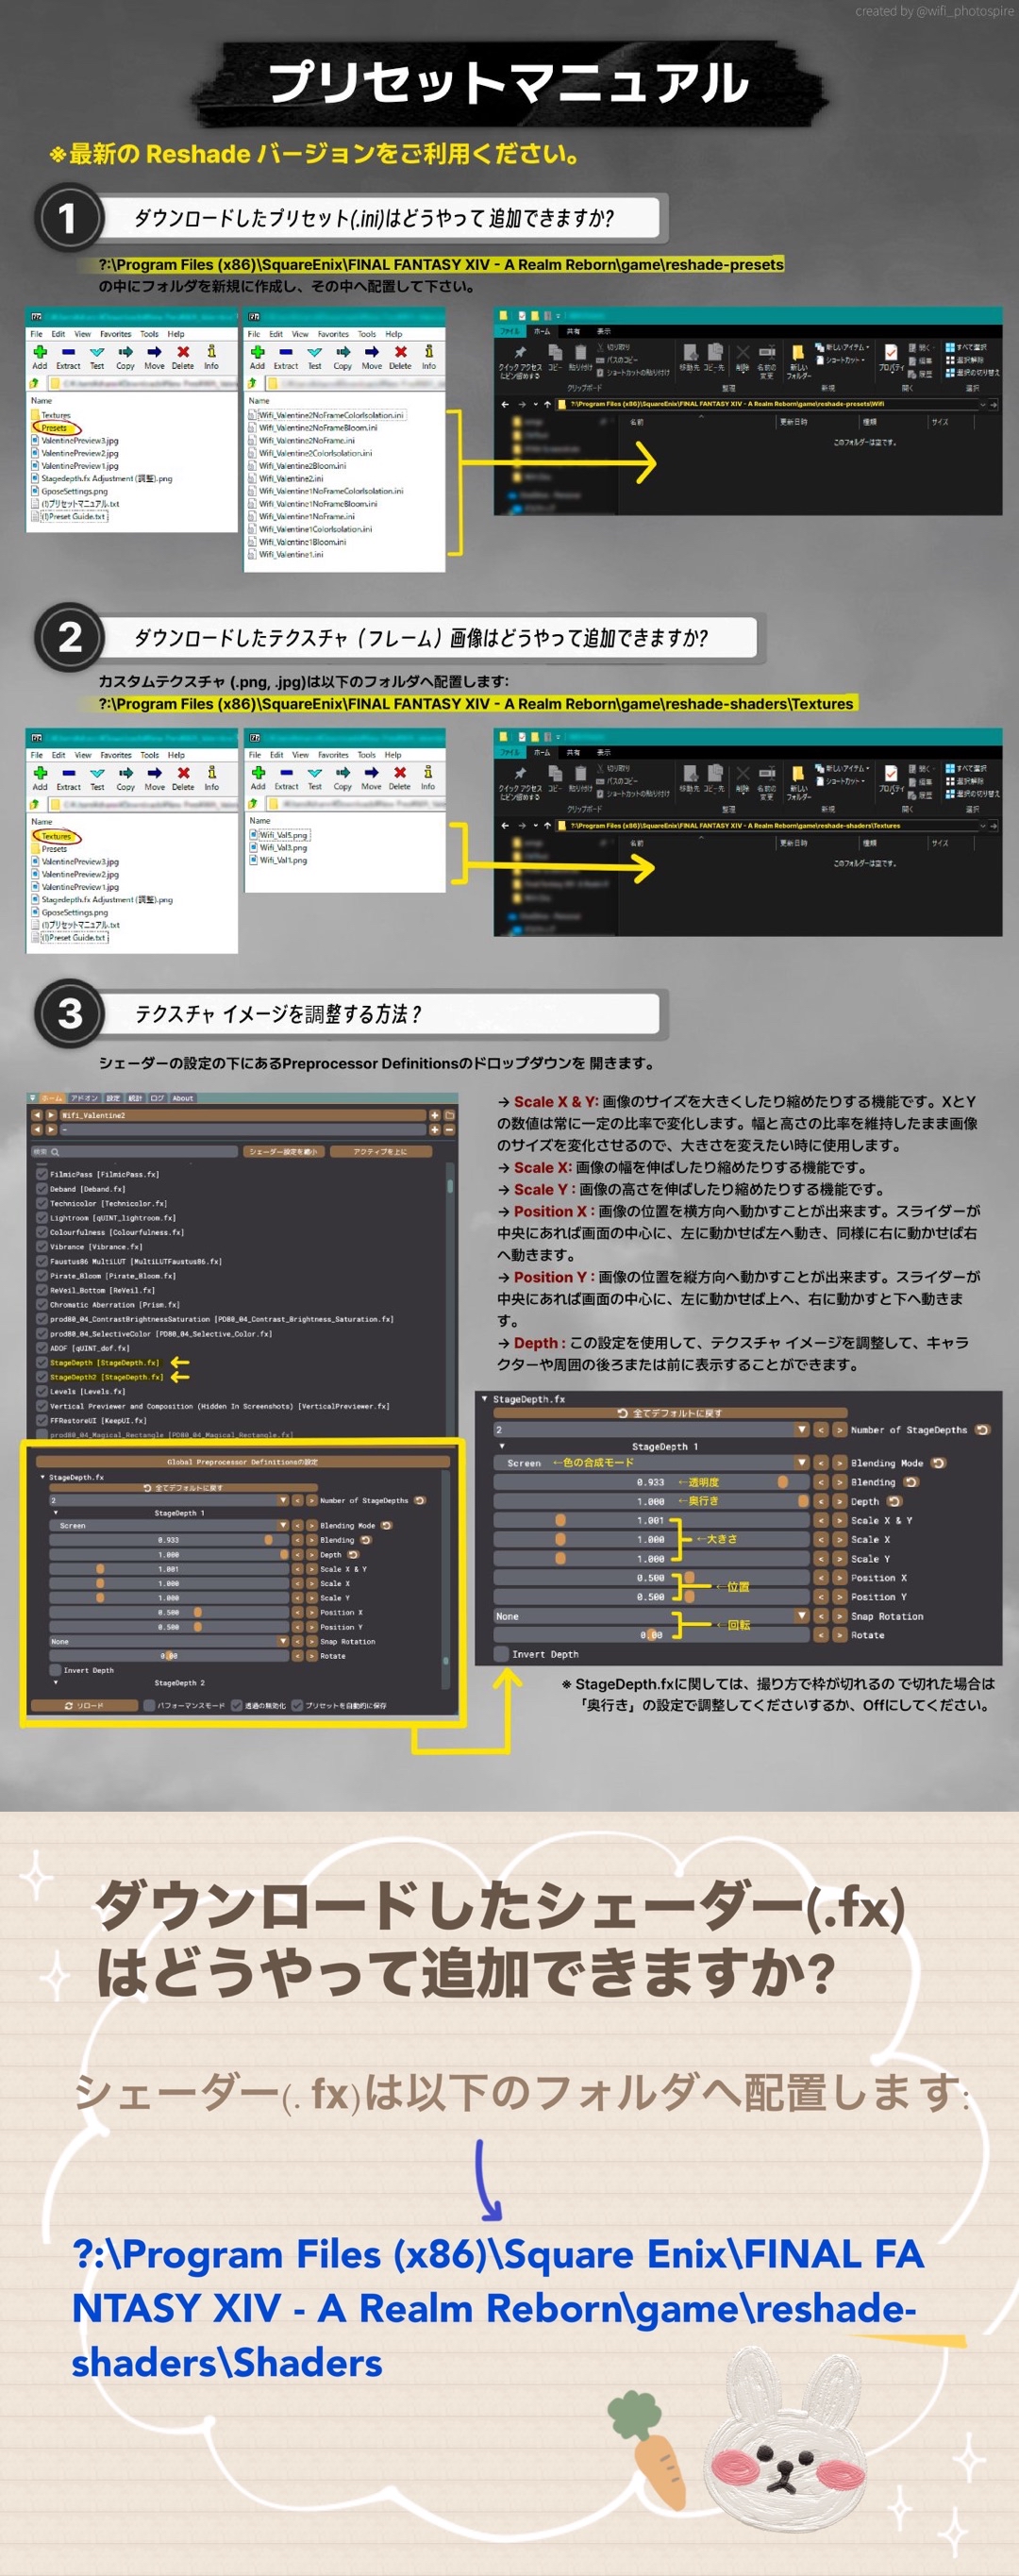 created by @wifi_photospire
プリセットマニュアル
※最新の Reshade バージョンをご利用ください。
1
ダウンロードしたプリセット(.ini)はどうやって 追加できますか?
?:\Program Files (x86)\SquareEnix\FINAL FANTASY XIV - A Realm Reborn\game\reshade-presets
の中にフォルダを新規に作成し、その中へ配置して下さい。
File Edit View Favorites Tools Help
Add Extract Test Copy Move Delete Info
Name
Textures
Presets
ValentinePreview3.jpg
ValentinePreview2.jpg
ValentinePreview1.jpg
Stagedepth.fx Adjustment (調整).png
GposeSettings.png
(!)プリセットマニュアル.txt
(!)Preset Guide.txt
File Edit View Favorites Tools Help
Add Extract Test Copy Move Delete Info
Name
Wifi_Valentine2NoFrameColorIsolation.ini
Wifi_Valentine2NoFrameBloom.ini
Wifi_Valentine2NoFrame.ini
Wifi_Valentine2ColorIsolation.ini
Wifi_Valentine2Bloom.ini
Wifi_Valentine2.ini
Wifi_Valentine1NoFrameColorIsolation.ini
Wifi_Valentine1NoFrameBloom.ini
Wifi_Valentine1NoFrame.ini
Wifi_Valentine1ColorIsolation.ini
Wifi_Valentine1Bloom.ini
Wifi_Valentine1.ini
ファイル ホーム 共有 表示
クイック アクセスにピン留めする コピー 貼り付け 切り取り パスのコピー ショートカットの貼り付け 移動先 コピー先 削除 名前の変更 新しいフォルダー 新しいアイテム ショートカット プロパティ 開く 編集 履歴 すべて選択 選択解除 選択の切り替え
クリップボード 整理 新規 開く 選択
?:\Program Files (x86)\SquareEnix\FINAL FANTASY XIV - A Realm Reborn\game\reshade-presets\Wifi
名前 更新日時 種類 サイズ
このフォルダーは空です。
2
ダウンロードしたテクスチャ（フレーム）画像はどうやって追加できますか?
カスタムテクスチャ (.png, .jpg)は以下のフォルダへ配置します:
?:\Program Files (x86)\SquareEnix\FINAL FANTASY XIV - A Realm Reborn\game\reshade-shaders\Textures
File Edit View Favorites Tools Help
Add Extract Test Copy Move Delete Info
Name
Textures
Presets
ValentinePreview3.jpg
ValentinePreview2.jpg
ValentinePreview1.jpg
Stagedepth.fx Adjustment (調整).png
GposeSettings.png
(!)プリセットマニュアル.txt
(!)Preset Guide.txt
File Edit View Favorites Tools Help
Add Extract Test Copy Move Delete Info
Name
Wifi_Val5.png
Wifi_Val3.png
Wifi_Val1.png
ファイル ホーム 共有 表示
クイック アクセスにピン留めする コピー 貼り付け 切り取り パスのコピー ショートカットの貼り付け 移動先 コピー先 削除 名前の変更 新しいフォルダー 新しいアイテム ショートカット プロパティ 開く 編集 履歴 すべて選択 選択解除 選択の切り替え
クリップボード 整理 新規 開く 選択
?:\Program Files (x86)\SquareEnix\FINAL FANTASY XIV - A Realm Reborn\game\reshade-shaders\Textures
名前 更新日時 種類 サイズ
このフォルダーは空です。
3
テクスチャ イメージを調整する方法？
シェーダーの設定の下にあるPreprocessor Definitionsのドロップダウンを 開きます。
ホーム アドオン 設定 統計 ログ About
Wifi_Valentine2
検索 シェーダー設定を縮小 アクティブを上に
FilmicPass [FilmicPass.fx]
Deband [Deband.fx]
Technicolor [Technicolor.fx]
Lightroom [qUINT_lightroom.fx]
Colourfulness [Colourfulness.fx]
Vibrance [Vibrance.fx]
Faustus86 MultiLUT [MultiLUTFaustus86.fx]
Pirate_Bloom [Pirate_Bloom.fx]
ReVeil_Bottom [ReVeil.fx]
Chromatic Aberration [Prism.fx]
prod80_04_ContrastBrightnessSaturation [PD80_04_Contrast_Brightness_Saturation.fx]
prod80_04_SelectiveColor [PD80_04_Selective_Color.fx]
ADOF [qUINT_dof.fx]
StageDepth [StageDepth.fx] ←
StageDepth2 [StageDepth.fx] ←
Levels [Levels.fx]
Vertical Previewer and Composition (Hidden In Screenshots) [VerticalPreviewer.fx]
FFRestoreUI [KeepUI.fx]
prod80_04_Magical_Rectangle [PD80_04_Magical_Rectangle.fx]
Global Preprocessor Definitionsの設定
StageDepth.fx
全てデフォルトに戻す
2 Number of StageDepths
StageDepth 1
Screen Blending Mode
0.933 Blending
1.000 Depth
1.001 Scale X & Y
1.000 Scale X
1.000 Scale Y
0.500 Position X
0.500 Position Y
None Snap Rotation
0.00 Rotate
Invert Depth
StageDepth 2
リロード パフォーマンスモード 透過の無効化 プリセットを自動的に保存
→ Scale X & Y: 画像のサイズを大きくしたり縮めたりする機能です。XとY
の数値は常に一定の比率で変化します。幅と高さの比率を維持したまま画像
のサイズを変化させるので、大きさを変えたい時に使用します。
→ Scale X: 画像の幅を伸ばしたり縮めたりする機能です。
→ Scale Y : 画像の高さを伸ばしたり縮めたりする機能です。
→ Position X : 画像の位置を横方向へ動かすことが出来ます。スライダーが
中央にあれば画面の中心に、左に動かせば左へ動き、同様に右に動かせば右
へ動きます。
→ Position Y : 画像の位置を縦方向へ動かすことが出来ます。スライダーが
中央にあれば画面の中心に、左に動かせば上へ、右に動かすと下へ動きま
す。
→ Depth : この設定を使用して、テクスチャ イメージを調整して、キャラ
クターや周囲の後ろまたは前に表示することができます。
StageDepth.fx
全てデフォルトに戻す
2 Number of StageDepths
StageDepth 1
Screen ←色の合成モード Blending Mode
0.933 ←透明度 Blending
1.000 ←奥行き Depth
1.001 Scale X & Y
1.000 ←大きさ Scale X
1.000 Scale Y
0.500 Position X
←位置
0.500 Position Y
None Snap Rotation
←回転
0.00 Rotate
Invert Depth
※ StageDepth.fxに関しては、撮り方で枠が切れるの で切れた場合は
「奥行き」の設定で調整してくださいするか、Offにしてください。
ダウンロードしたシェーダー(.fx)
はどうやって追加できますか?
シェーダー(. fx)は以下のフォルダへ配置します:
?:\Program Files (x86)\Square Enix\FINAL FA
NTASY XIV - A Realm Reborn\game\reshade-
shaders\Shaders